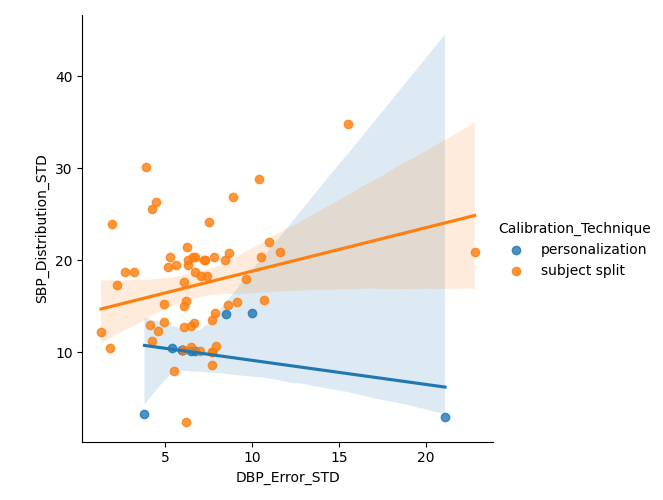 40
30
20
10
SBP_Distribution_STD
5
10
15
20
DBP_Error_STD
Calibration_Technique
personalization
subject split